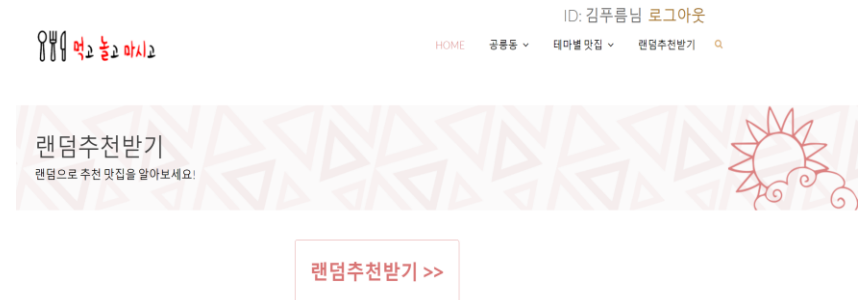 ID: 김푸름님 로그아웃
먹고 놀고 마시고
HOME 공릉동 테마별 맛집 랜덤추천받기
랜덤추천받기
랜덤으로 추천 맛집을 알아보세요!
랜덤추천받기 >>